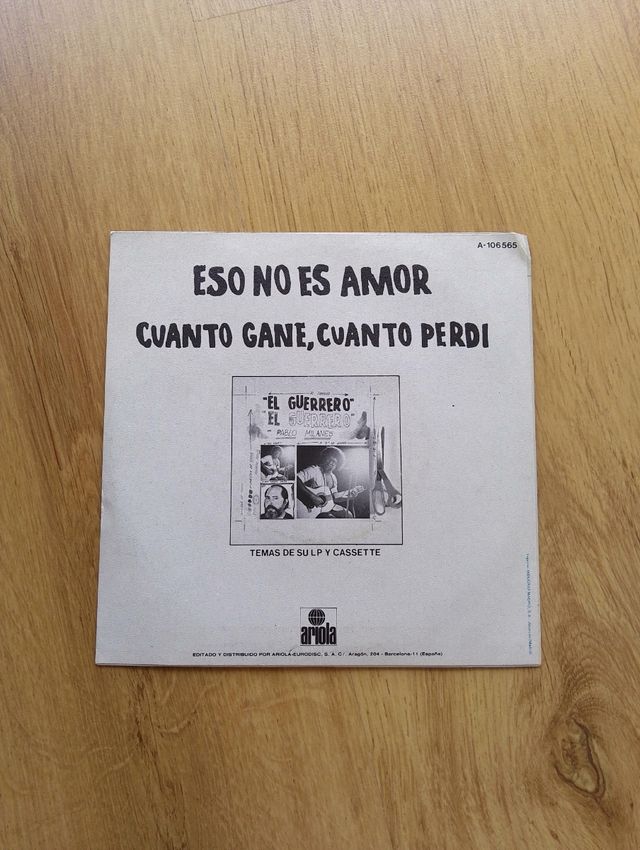 A-106565
ESO NO ES AMOR
CUANTO GANE, CUANTO PERDI
"EL GUERRERO"
EL GUERRERO
PABLO MILANES
TEMAS DE SU LP Y CASSETTE
ariola
EDITADO Y DISTRIBUIDO POR ARIOLA-EURODISC, S. A. C/. Aragón, 204 - Barcelona-11 (España)